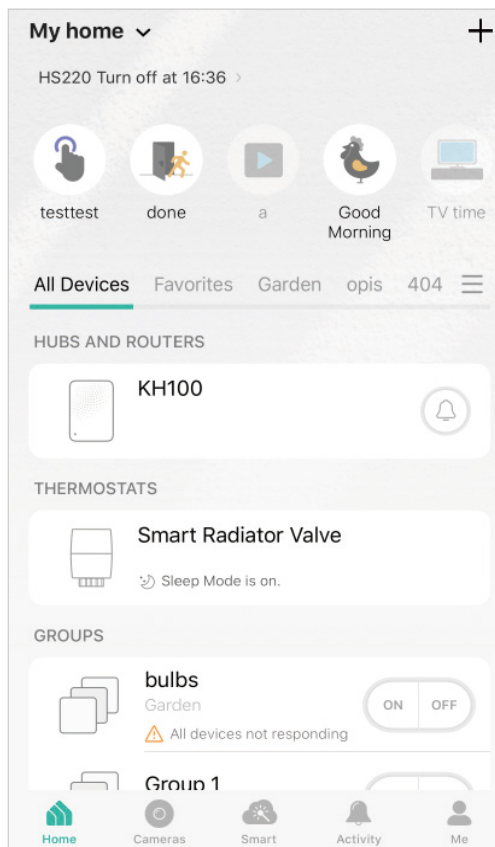 My home
HS220 Turn off at 16:36
testtest
done
a
Good
Morning
TV time
All Devices
Favorites
Garden
opis
404
HUBS AND ROUTERS
KH100
THERMOSTATS
Smart Radiator Valve
Sleep Mode is on.
GROUPS
bulbs
Garden
ON
OFF
All devices not responding
Group 1
Home
Cameras
Smart
Activity
Me